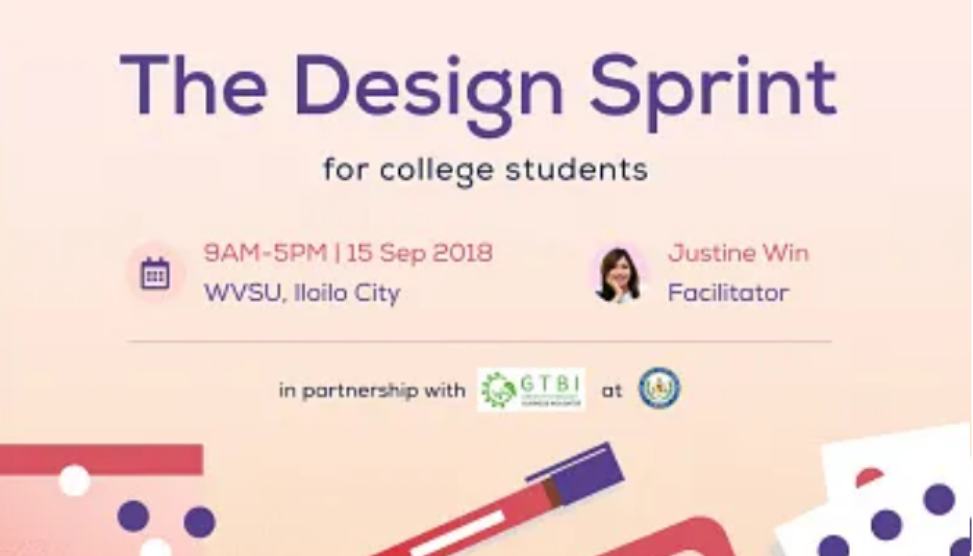 The Design Sprint
for college students
9AM-5PM | 15 Sep 2018
WVSU, Iloilo City
Justine Win
Facilitator
in partnership with GTBI at